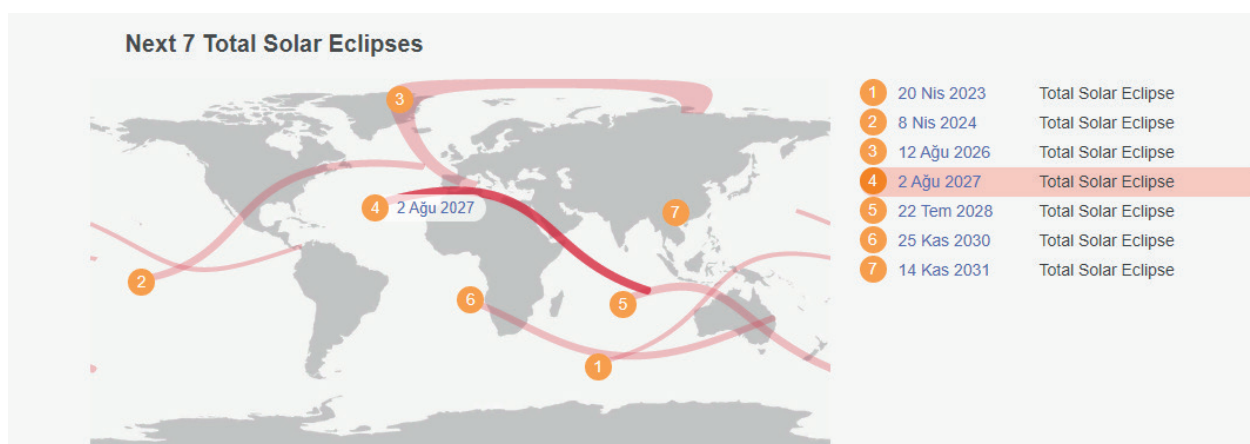 Next 7 Total Solar Eclipses
1 20 Nis 2023 Total Solar Eclipse
2 8 Nis 2024 Total Solar Eclipse
3 12 Ağu 2026 Total Solar Eclipse
4 2 Ağu 2027 Total Solar Eclipse
5 22 Tem 2028 Total Solar Eclipse
6 25 Kas 2030 Total Solar Eclipse
7 14 Kas 2031 Total Solar Eclipse
3
4 2 Ağu 2027
7
2
6
5
1